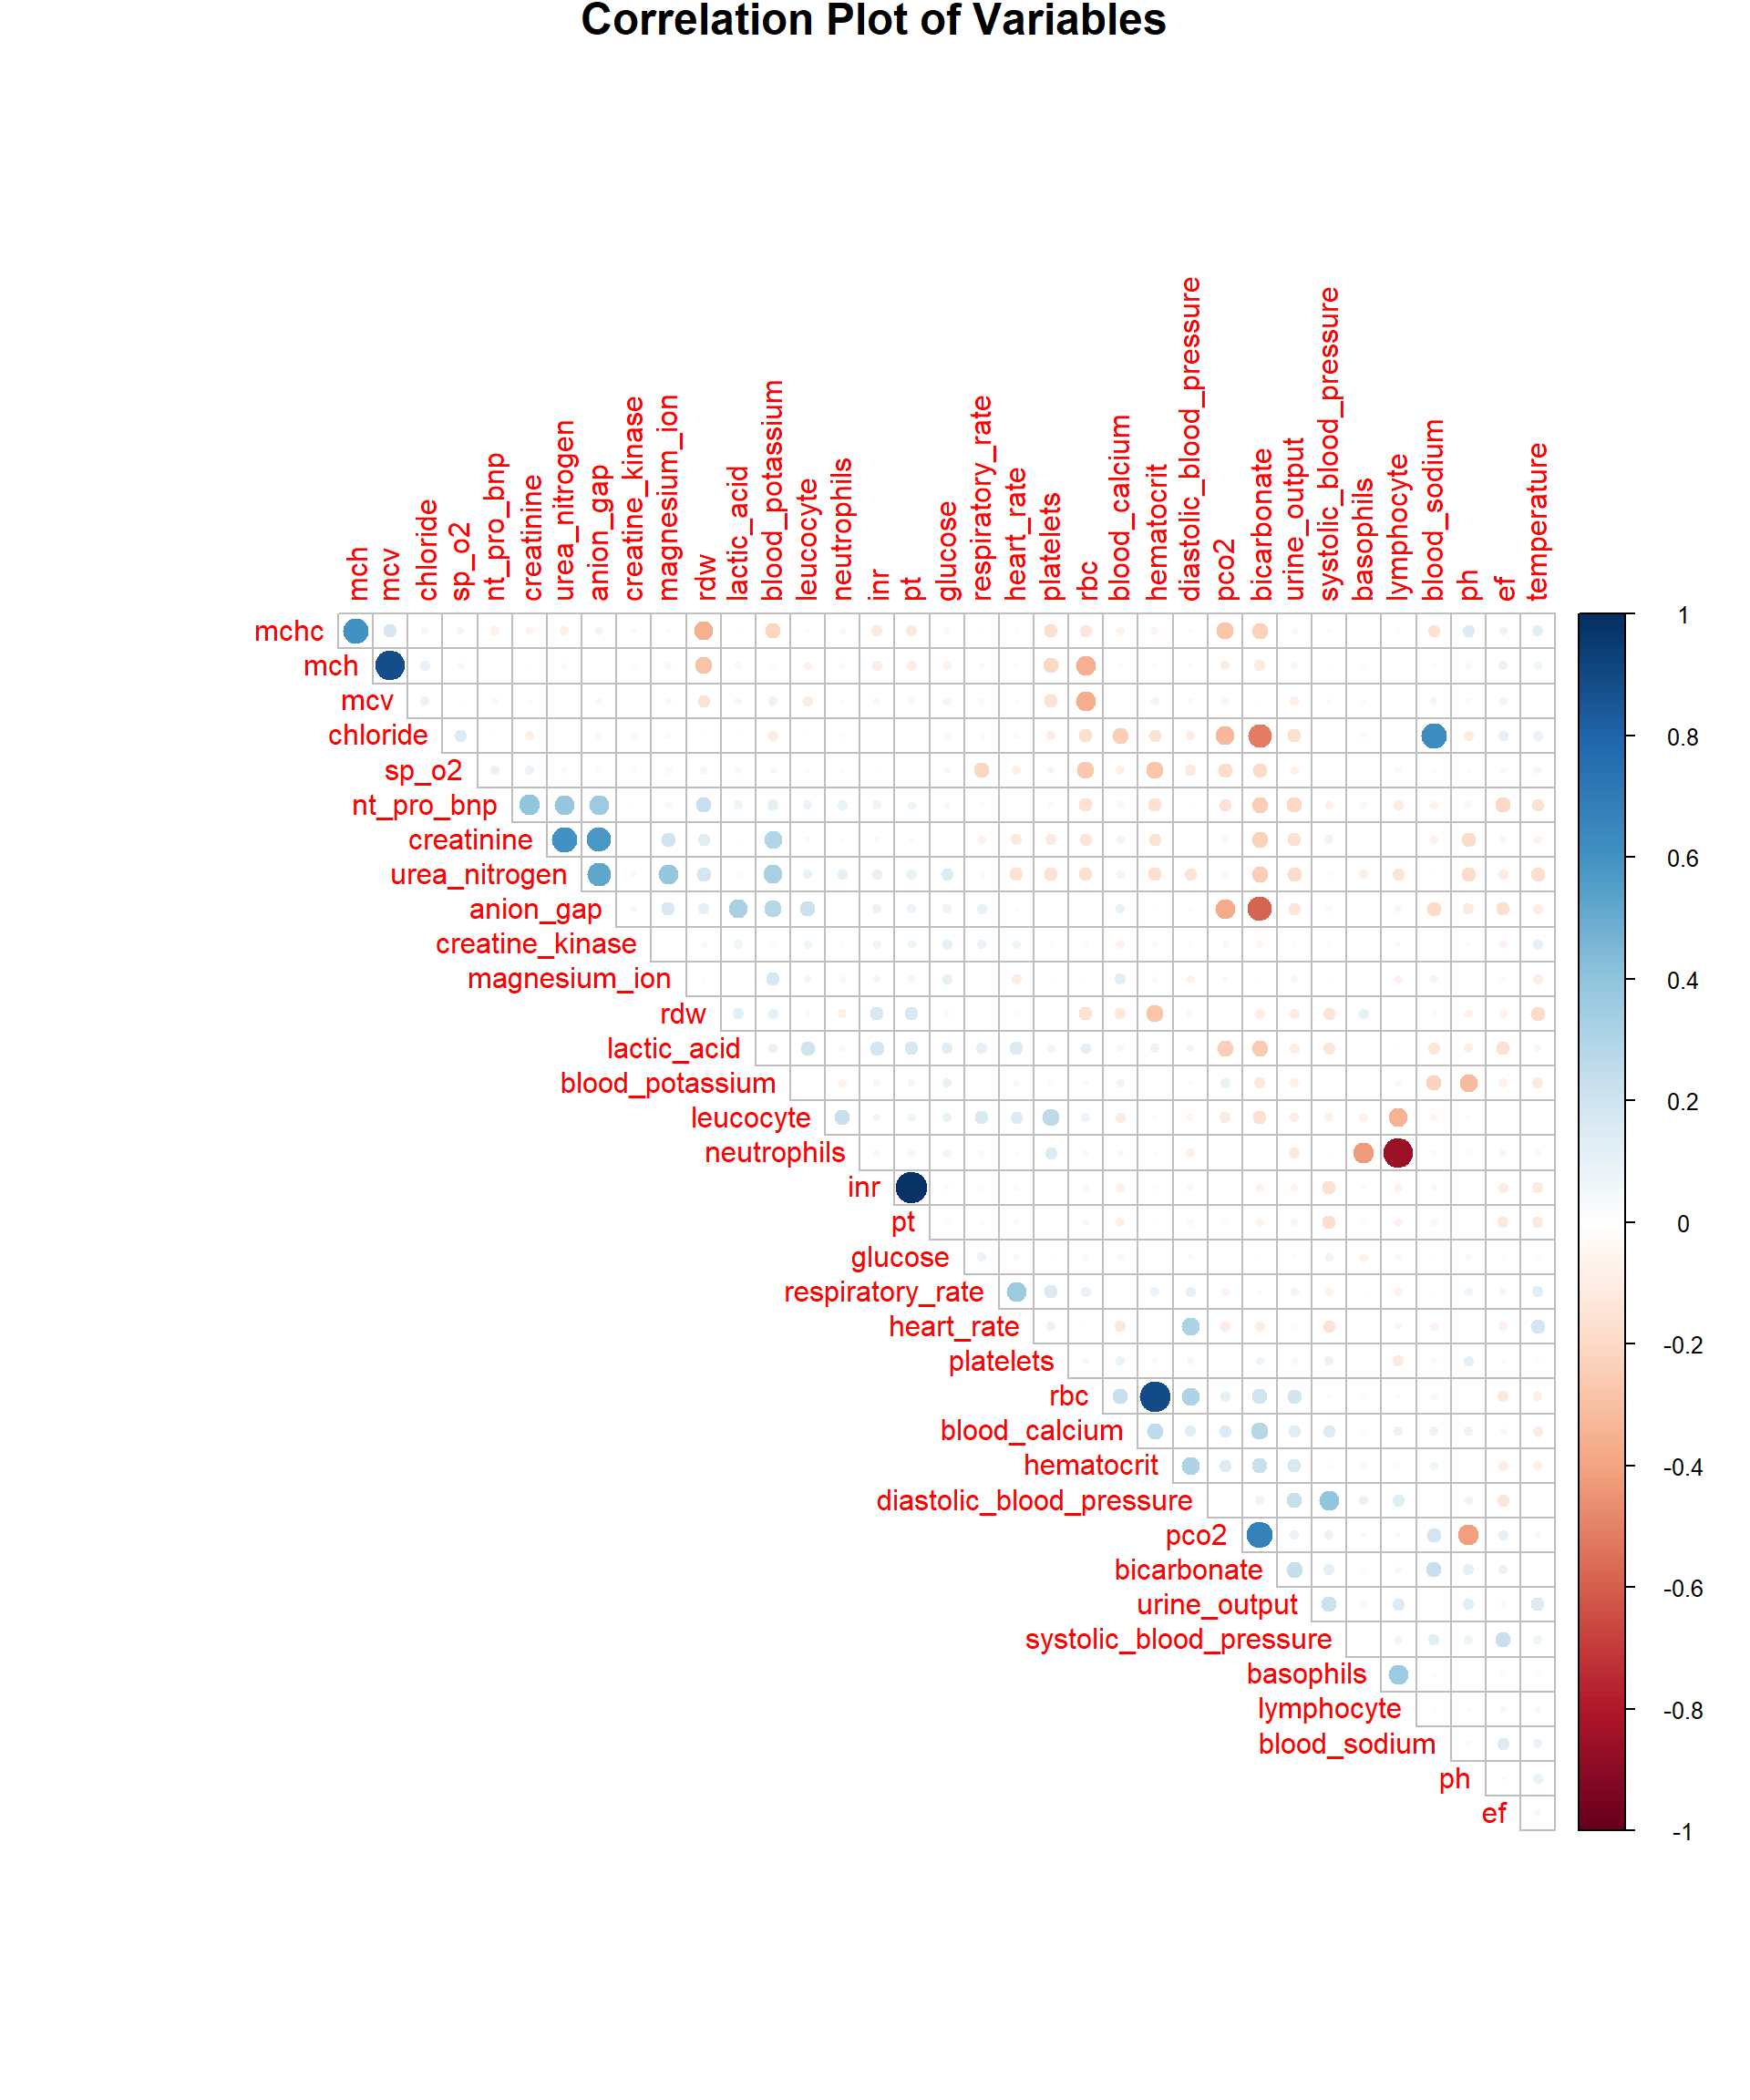 Correlation Plot of Variables
mch
mcv
chloride
sp_o2
nt_pro_bnp
creatinine
urea_nitrogen
anion_gap
creatine_kinase
magnesium_ion
rdw
lactic_acid
blood_potassium
leucocyte
neutrophils
inr
pt
glucose
respiratory_rate
heart_rate
platelets
rbc
blood_calcium
hematocrit
diastolic_blood_pressure
pco2
bicarbonate
urine_output
systolic_blood_pressure
basophils
lymphocyte
blood_sodium
ph
ef
temperature
mchc
mch
mcv
chloride
sp_o2
nt_pro_bnp
creatinine
urea_nitrogen
anion_gap
creatine_kinase
magnesium_ion
rdw
lactic_acid
blood_potassium
leucocyte
neutrophils
inr
pt
glucose
respiratory_rate
heart_rate
platelets
rbc
blood_calcium
hematocrit
diastolic_blood_pressure
pco2
bicarbonate
urine_output
systolic_blood_pressure
basophils
lymphocyte
blood_sodium
ph
ef
1
0.8
0.6
0.4
0.2
0
-0.2
-0.4
-0.6
-0.8
-1